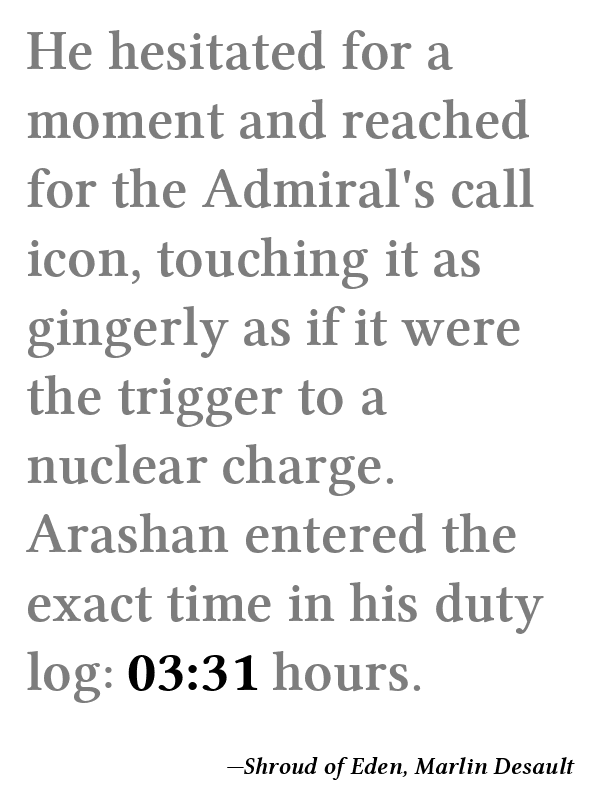 He hesitated for a
moment and reached
for the Admiral's call
icon, touching it as
gingerly as if it were
the trigger to a
nuclear charge.
Arashan entered the
exact time in his duty
log: 03:31 hours.
—Shroud of Eden, Marlin Desault